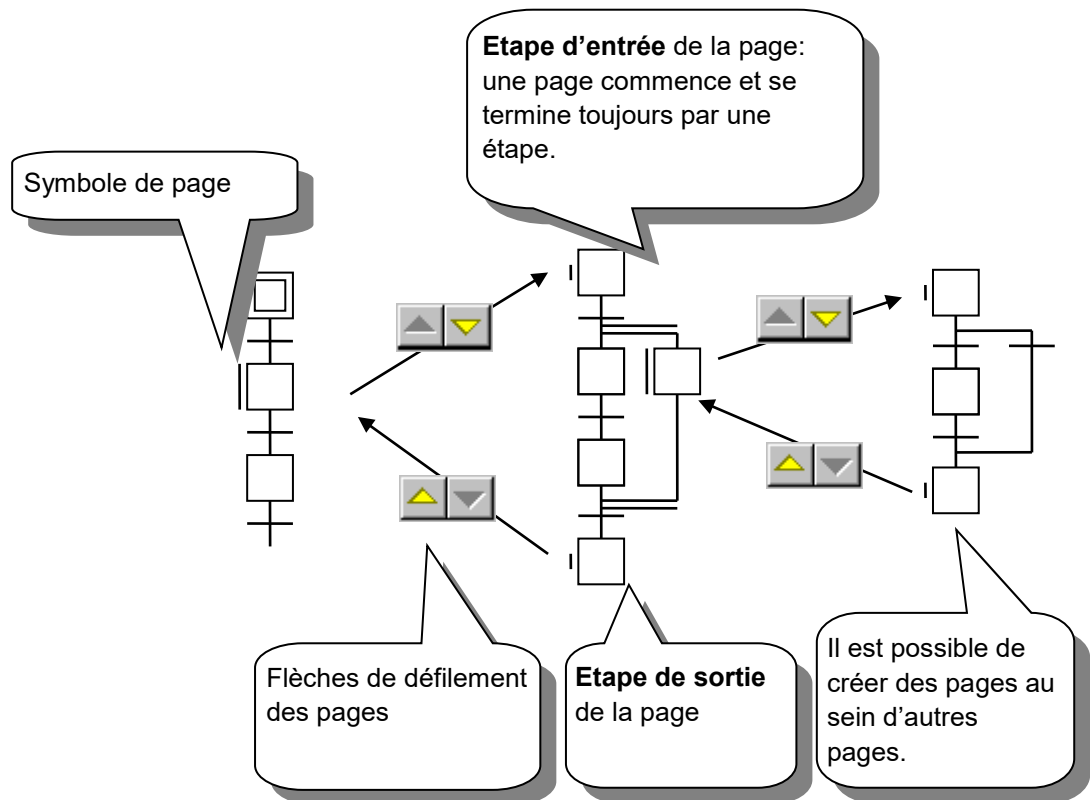 Etape d’entrée de la page:
une page commence et se
termine toujours par une
étape.
Symbole de page
Flèches de défilement
des pages
Etape de sortie
de la page
Il est possible de
créer des pages au
sein d’autres
pages.